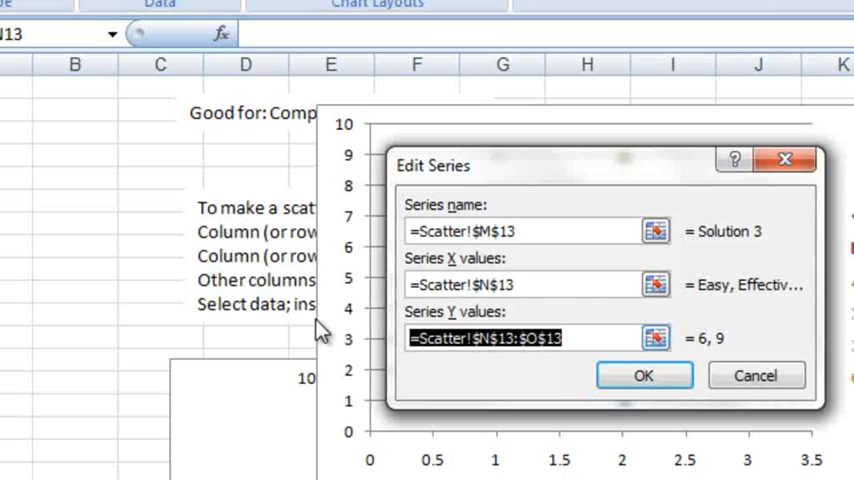 Data
Chart Layouts
fx
B C D E F G H I J K
Good for: Comp
10
9
8
7
6
5
4
3
2
1
0
0 0.5 1 1.5 2 2.5 3 3.5
To make a scat
Column (or row
Column (or row
Other columns
Select data; ins
10
Edit Series
?
Series name:
=Scatter!$M$13 = Solution 3
Series X values:
=Scatter!$N$13 = Easy, Effectiv...
Series Y values:
=Scatter!$N$13:$O$13 = 6, 9
OK Cancel